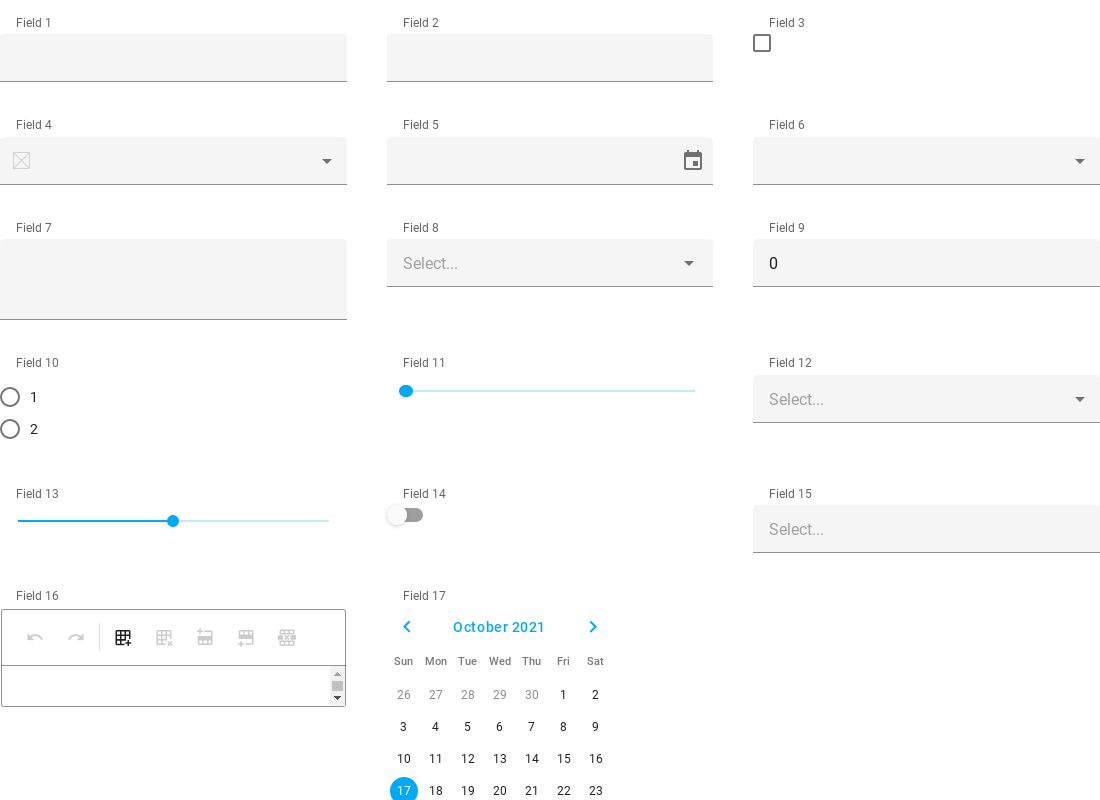 Field 1
Field 2
Field 3
Field 4
Field 5
Field 6
Field 7
Field 8
Select...
Field 9
0
Field 10
1
2
Field 11
Field 12
Select...
Field 13
Field 14
Field 15
Select...
Field 16
Field 17
October 2021
Sun Mon Tue Wed Thu Fri Sat
26 27 28 29 30 1 2
3 4 5 6 7 8 9
10 11 12 13 14 15 16
17 18 19 20 21 22 23